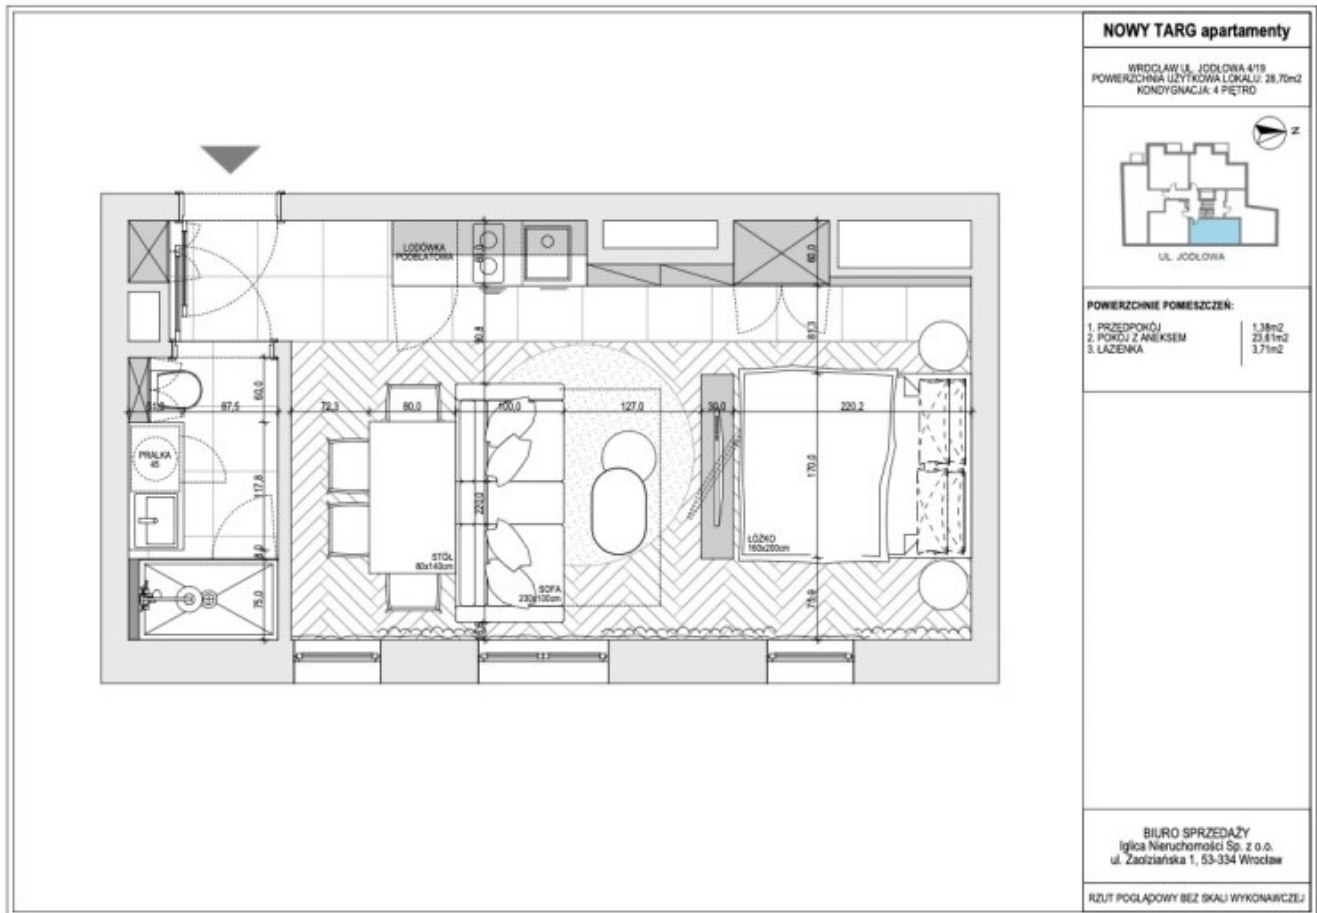 NOWY TARG apartamenty
WROCŁAW UL. JODŁOWA 4/19
POWIERZCHNIA UŻYTKOWA LOKALU: 28,70m2
KONDYGNACJA: 4 PIĘTRO
N
UL. JODŁOWA
POWIERZCHNIE POMIESZCZEŃ:
1. PRZEDPOKÓJ 1,38m2
2. POKÓJ Z ANEKSEM 23,61m2
3. ŁAZIENKA 3,71m2
LODÓWKA
PODBLATOWA
60,0
60,0
90,8
81,3
60,0
87,5
72,3
80,0
100,0
127,0
30,0
220,2
PRALKA
45
117,8
220,0
170,0
ŁÓŻKO
160x200cm
STÓŁ
80x140cm
SOFA
230x100cm
75,0
75,8
BIURO SPRZEDAŻY
Iglica Nieruchomości Sp. z o.o.
ul. Zaolziańska 1, 53-334 Wrocław
RZUT POGLĄDOWY BEZ SKALI WYKONAWCZEJ